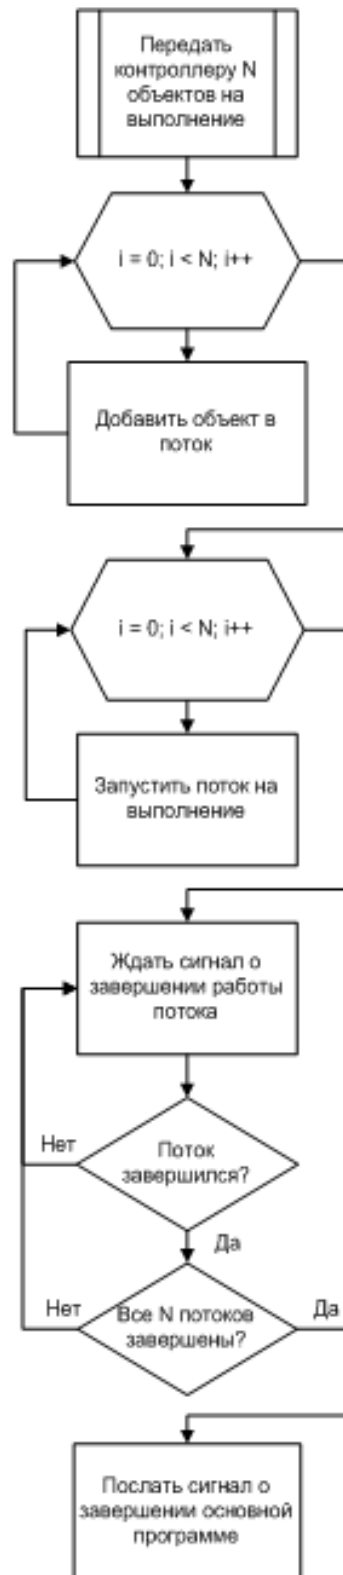 Передать
контроллеру N
объектов на
выполнение
i = 0; i < N; i++
Добавить объект в
поток
i = 0; i < N; i++
Запустить поток на
выполнение
Ждать сигнал о
завершении работы
потока
Нет
Поток
завершился?
Да
Нет
Все N потоков
завершены?
Да
Послать сигнал о
завершении основной
программе